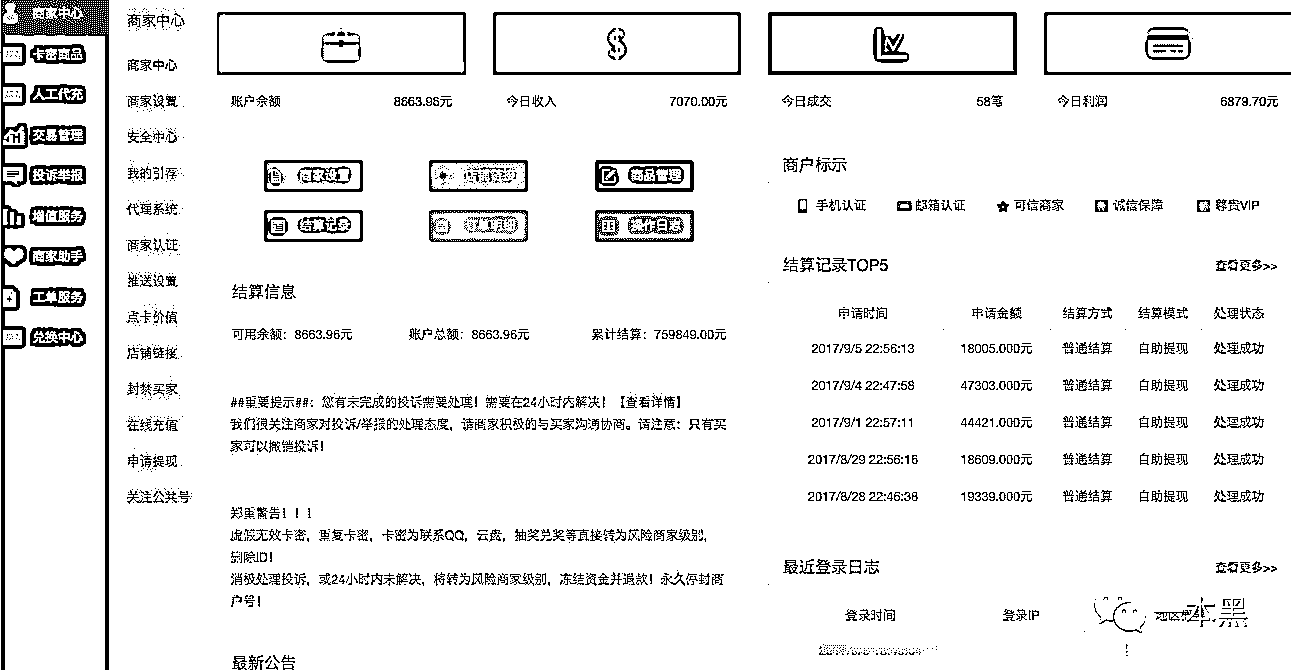 商家中心
卡密商品
人工代充
交易管理
投诉举报
增值服务
商家助手
工单服务
兑换中心
商家中心
商家中心
商家设置
安全中心
我的引荐
代理系统
商家认证
推送设置
点卡价值
店铺链接
封禁买家
在线充值
申请提现
关注公共号
账户余额 8663.96元
今日收入 7070.00元
今日成交 58笔
今日利润 6879.70元
商家设置
商品管理
结算记录
操作日志
结算信息
可用余额：8663.96元 账户总额：8663.96元 累计结算：759849.00元
##重要提示##：您有未完成的投诉需要处理！需要在24小时内解决！【查看详情】
我们很关注商家对投诉/举报的处理态度，请商家积极的与买家沟通协商。请注意：只有买
家可以撤销投诉！
郑重警告！！！
虚假无效卡密，重复卡密，卡密为联系QQ，云盘，抽奖兑奖等直接转为风险商家级别，
删除ID！
消极处理投诉，或24小时内未解决，将转为风险商家级别，冻结资金并退款！永久停封商
户号！
最新公告
商户标示
手机认证 邮箱认证 可信商家 诚信保障 尊贵VIP
结算记录TOP5 查看更多>>
申请时间 申请金额 结算方式 结算模式 处理状态
2017/9/5 22:56:13 18005.000元 普通结算 自助提现 处理成功
2017/9/4 22:47:58 47303.000元 普通结算 自助提现 处理成功
2017/9/1 22:57:11 44421.000元 普通结算 自助提现 处理成功
2017/8/29 22:56:16 18609.000元 普通结算 自助提现 处理成功
2017/8/28 22:46:38 19339.000元 普通结算 自助提现 处理成功
最近登录日志 查看更多>>
登录时间 登录IP
一本黑